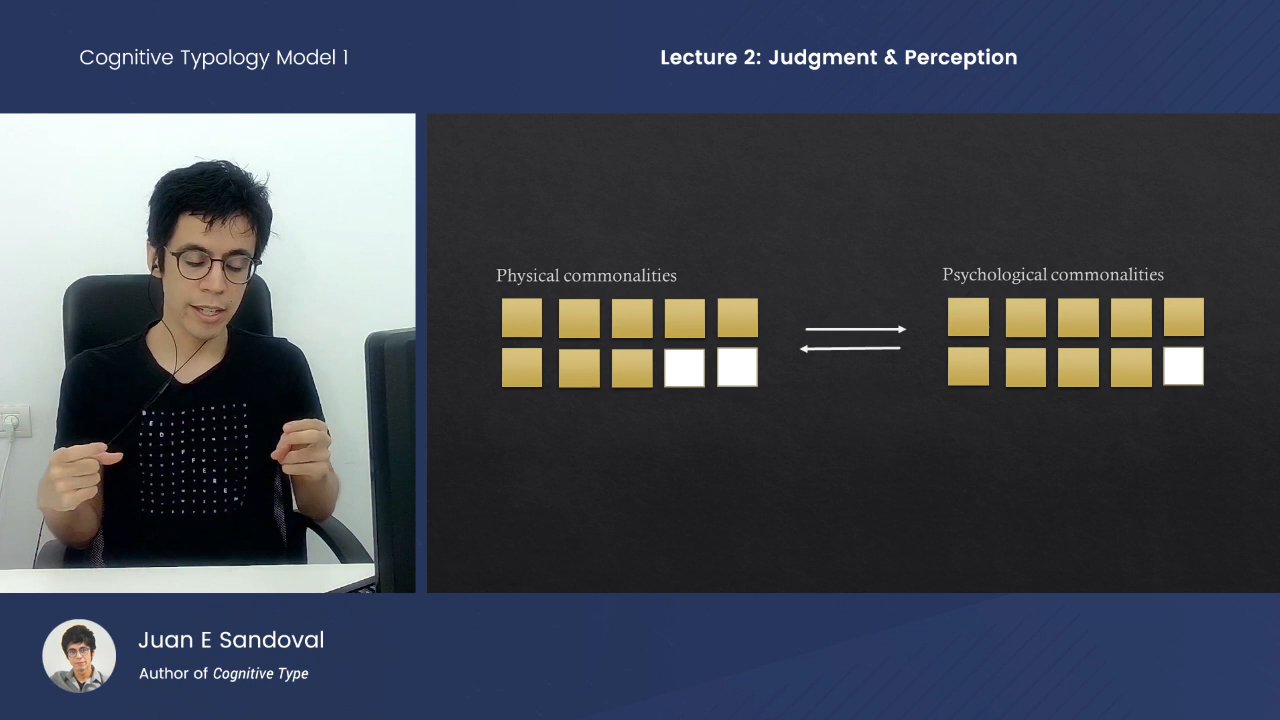 Cognitive Typology Model 1
Lecture 2: Judgment & Perception
Physical commonalities
Psychological commonalities
Juan E Sandoval
Author of Cognitive Type